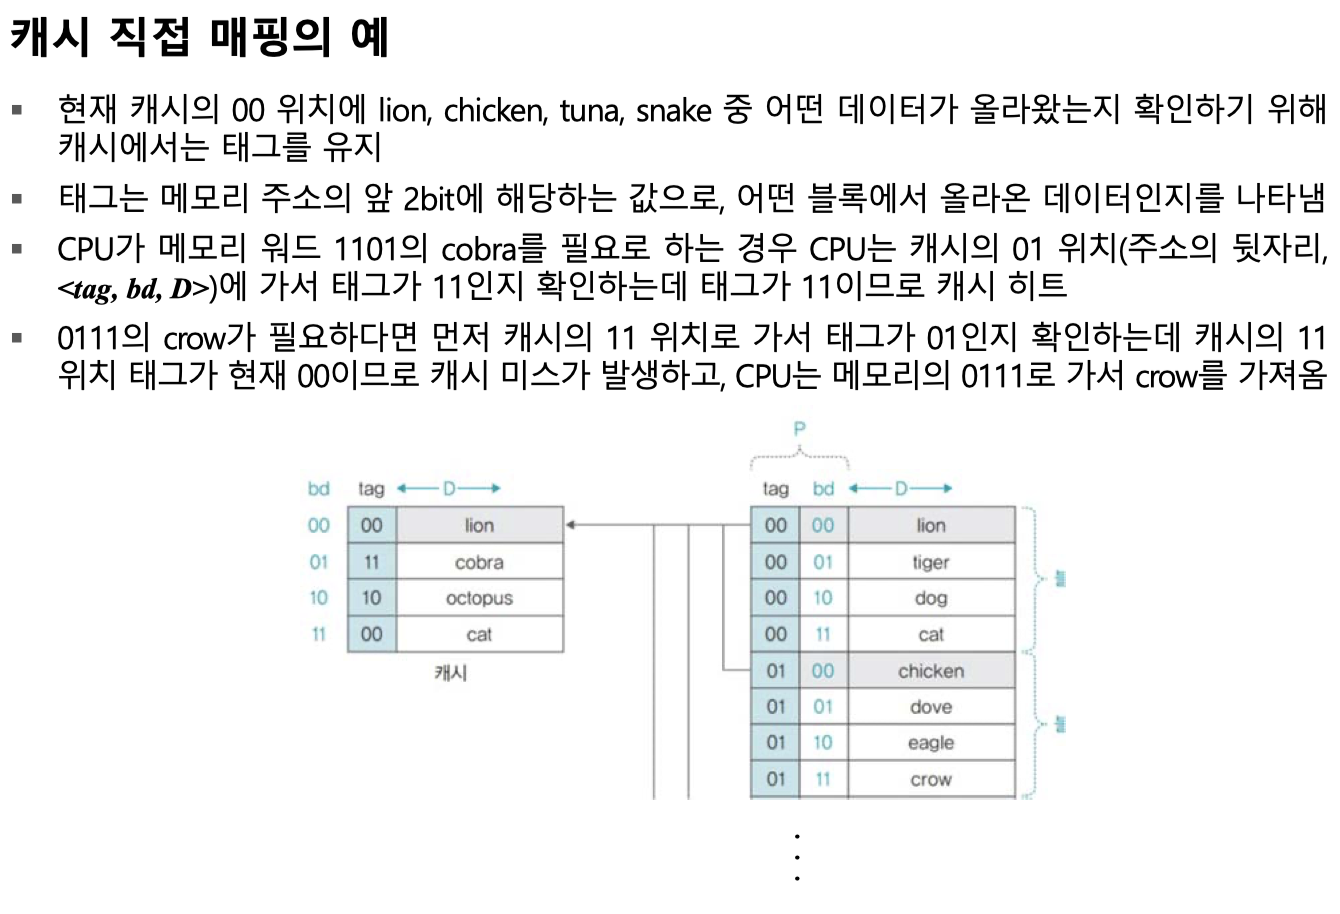 캐시 직접 매핑의 예
▪ 현재 캐시의 00 위치에 lion, chicken, tuna, snake 중 어떤 데이터가 올라왔는지 확인하기 위해
캐시에서는 태그를 유지
▪ 태그는 메모리 주소의 앞 2bit에 해당하는 값으로, 어떤 블록에서 올라온 데이터인지를 나타냄
▪ CPU가 메모리 워드 1101의 cobra를 필요로 하는 경우 CPU는 캐시의 01 위치(주소의 뒷자리,
<tag, bd, D>)에 가서 태그가 11인지 확인하는데 태그가 11이므로 캐시 히트
▪ 0111의 crow가 필요하다면 먼저 캐시의 11 위치로 가서 태그가 01인지 확인하는데 캐시의 11
위치 태그가 현재 00이므로 캐시 미스가 발생하고, CPU는 메모리의 0111로 가서 crow를 가져옴
bd tag D
00 00 lion
01 11 cobra
10 10 octopus
11 00 cat
캐시
P
tag bd D
00 00 lion
00 01 tiger
00 10 dog
00 11 cat
01 00 chicken
01 01 dove
01 10 eagle
01 11 crow